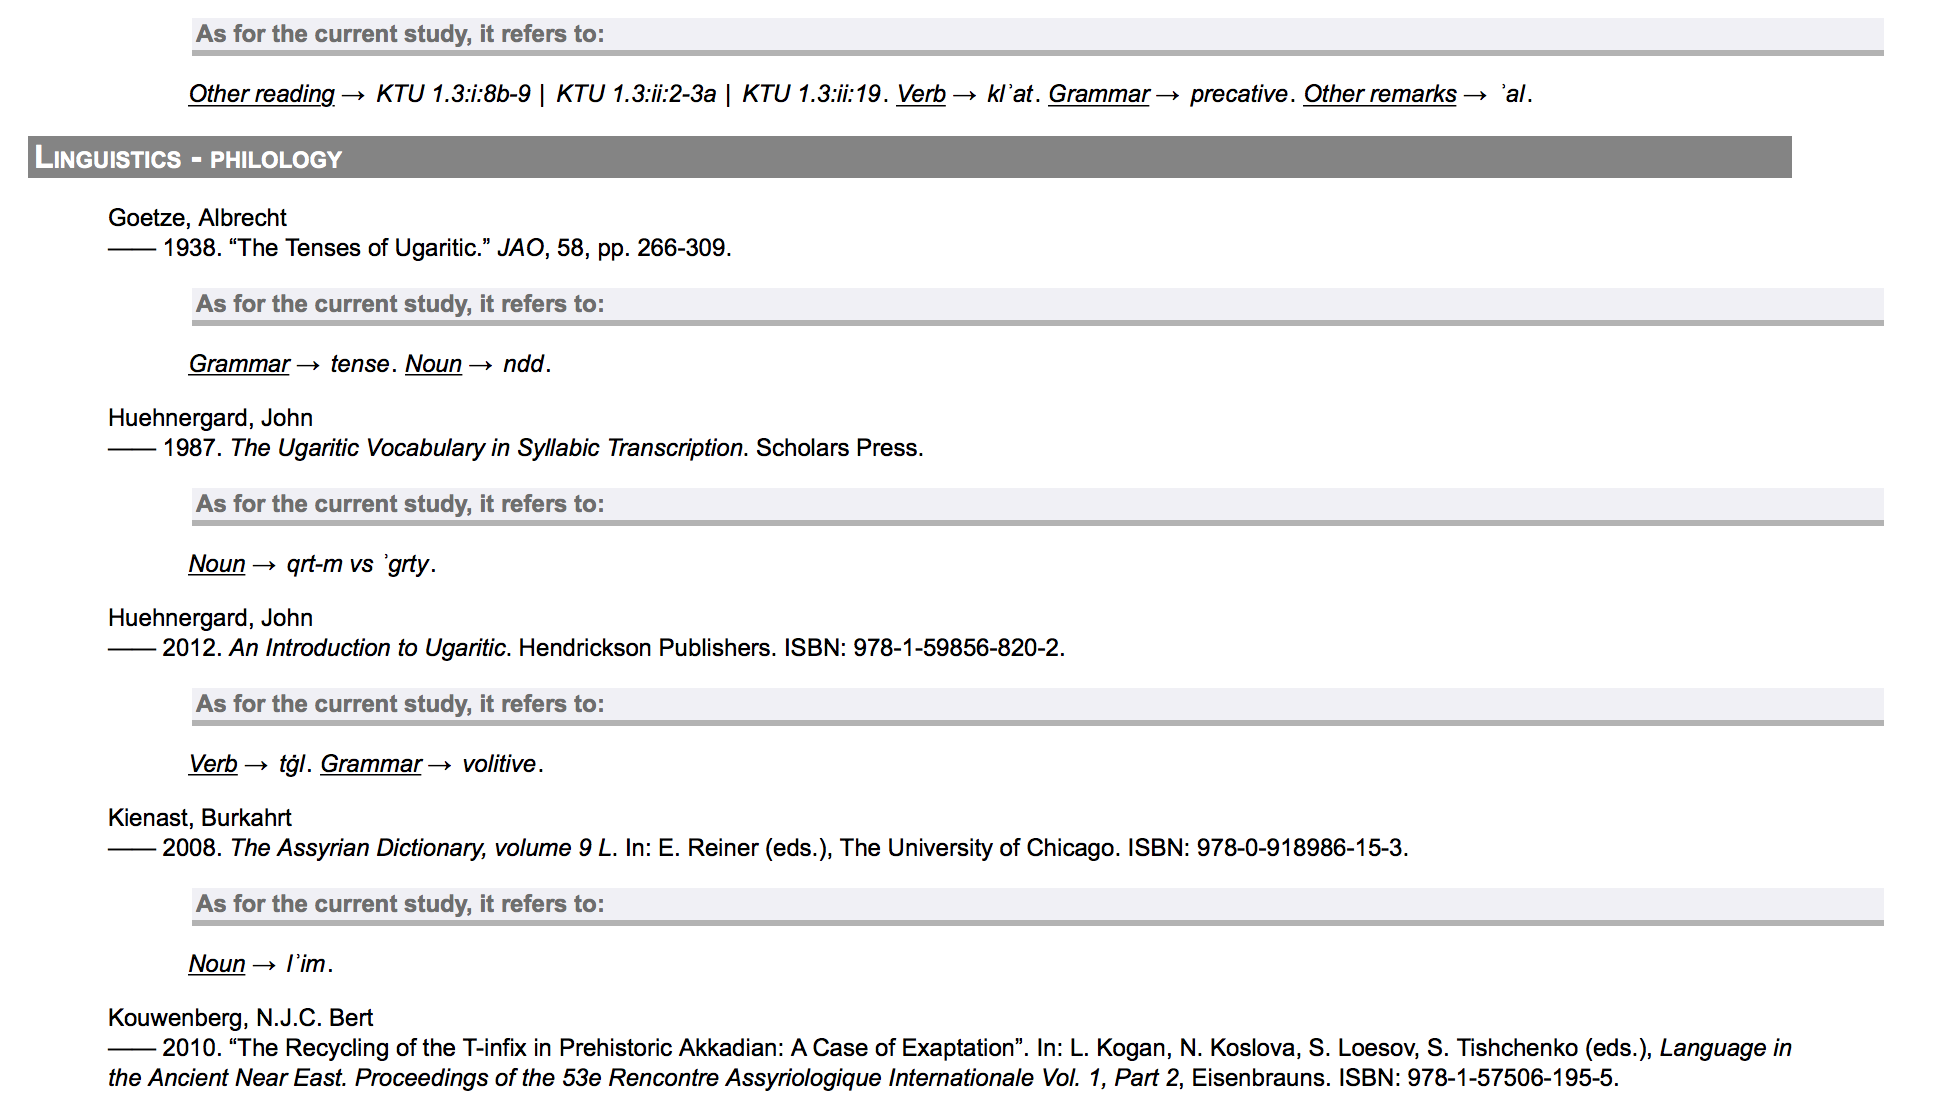 As for the current study, it refers to:
Other reading → KTU 1.3:i:8b-9 | KTU 1.3:ii:2-3a | KTU 1.3:ii:19. Verb → klʾat. Grammar → precative. Other remarks → ʾal.
Linguistics - philology
Goetze, Albrecht
—— 1938. “The Tenses of Ugaritic.” JAO, 58, pp. 266-309.
As for the current study, it refers to:
Grammar → tense. Noun → ndd.
Huehnergard, John
—— 1987. The Ugaritic Vocabulary in Syllabic Transcription. Scholars Press.
As for the current study, it refers to:
Noun → qrt-m vs ʾgrty.
Huehnergard, John
—— 2012. An Introduction to Ugaritic. Hendrickson Publishers. ISBN: 978-1-59856-820-2.
As for the current study, it refers to:
Verb → tġl. Grammar → volitive.
Kienast, Burkahrt
—— 2008. The Assyrian Dictionary, volume 9 L. In: E. Reiner (eds.), The University of Chicago. ISBN: 978-0-918986-15-3.
As for the current study, it refers to:
Noun → lʾim.
Kouwenberg, N.J.C. Bert
—— 2010. “The Recycling of the T-infix in Prehistoric Akkadian: A Case of Exaptation”. In: L. Kogan, N. Koslova, S. Loesov, S. Tishchenko (eds.), Language in
the Ancient Near East. Proceedings of the 53e Rencontre Assyriologique Internationale Vol. 1, Part 2, Eisenbrauns. ISBN: 978-1-57506-195-5.